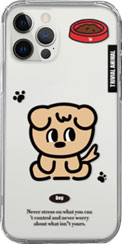 TRIVIAL ANIMAL
Dog
Never stress on what you can
't control and never worry
about what isn't yours.